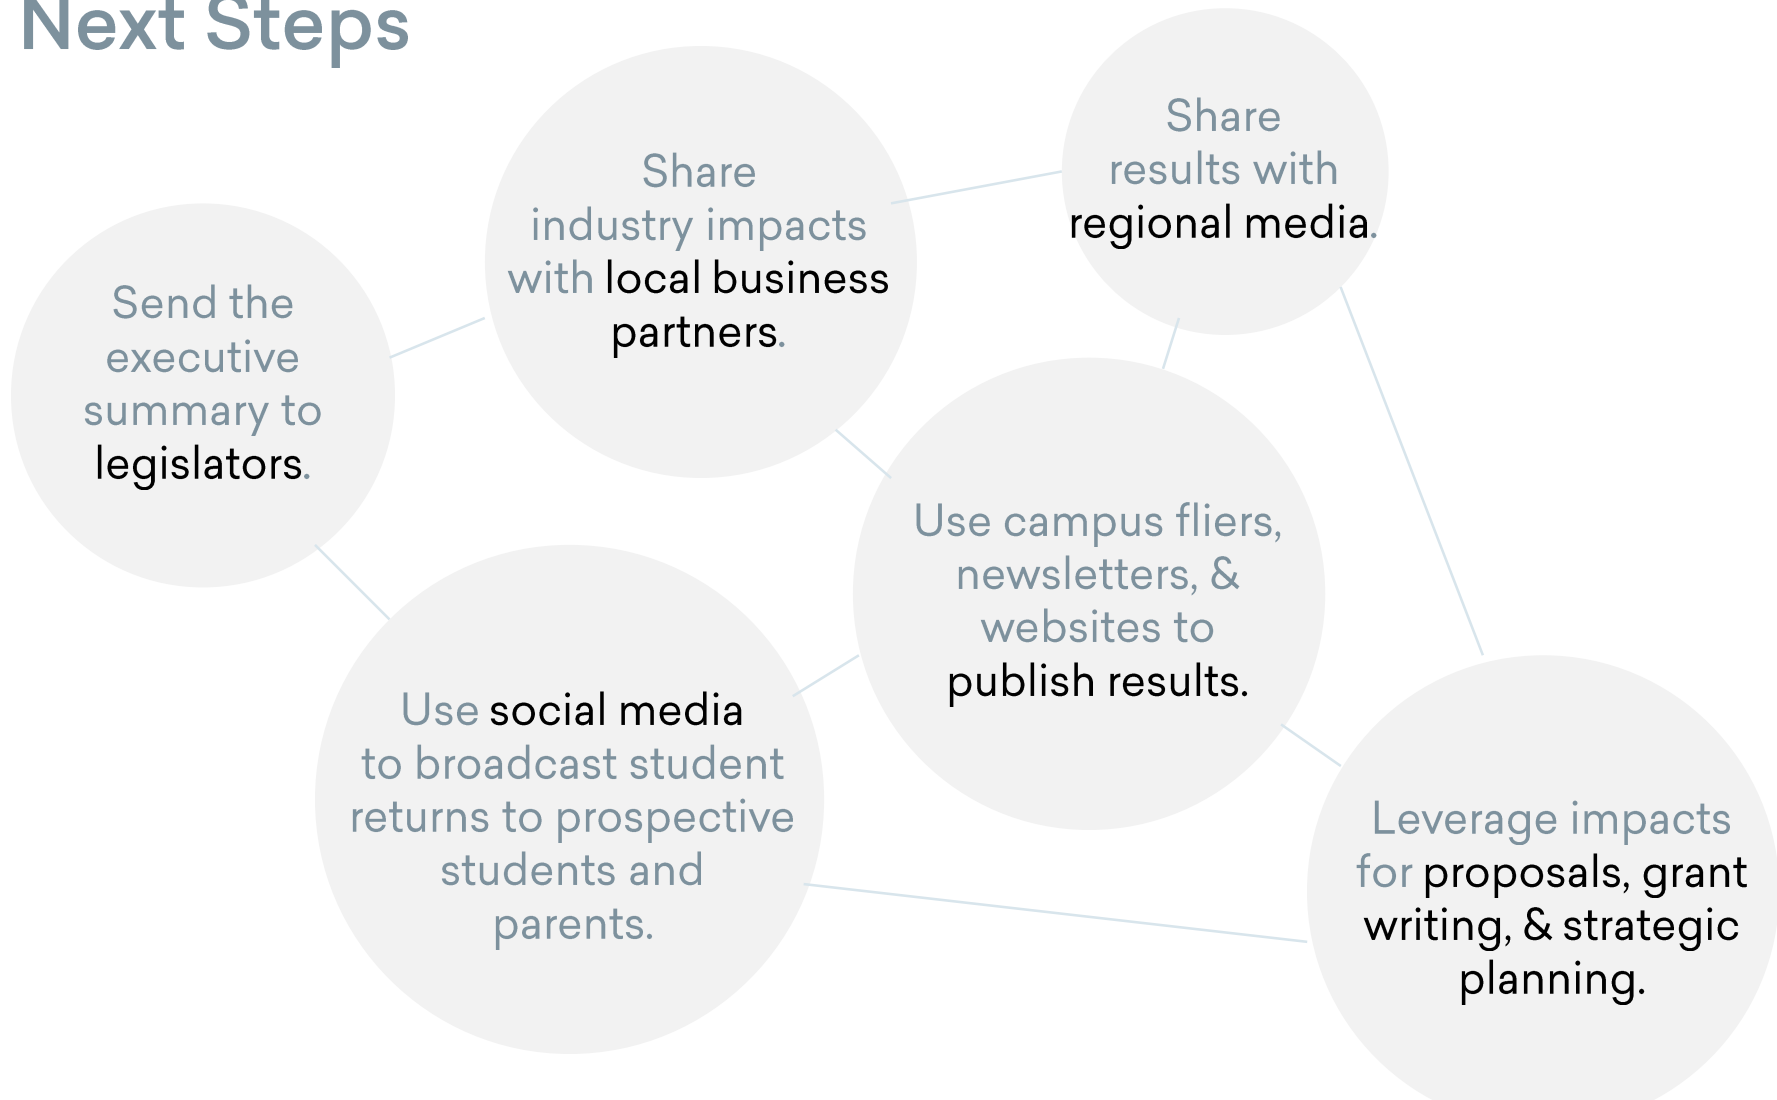 Next Steps
Share
results with
regional media.
Share
industry impacts
with local business
partners.
Send the
executive
summary to
legislators.
Use campus fliers,
newsletters, &
websites to
publish results.
Use social media
to broadcast student
returns to prospective
students and
parents.
Leverage impacts
for proposals, grant
writing, & strategic
planning.